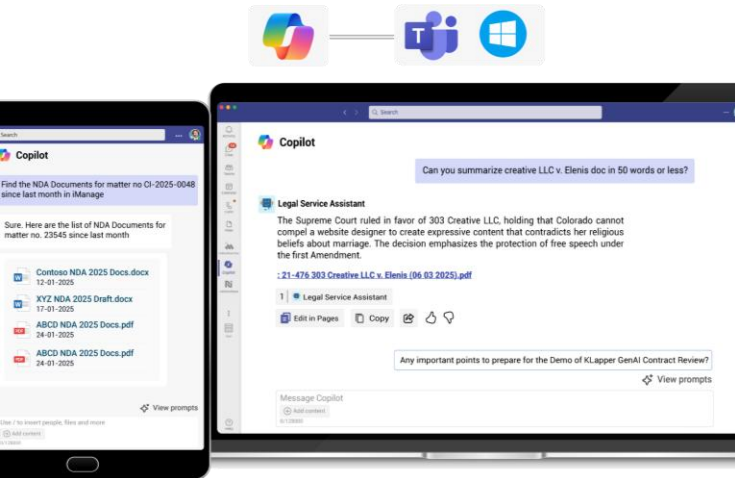 Search
Copilot
Find the NDA Documents for matter no CI-2025-0048
since last month in iManage
Sure. Here are the list of NDA Documents for
matter no. 23545 since last month
Contoso NDA 2025 Docs.docx
12-01-2025
XYZ NDA 2025 Draft.docx
17-01-2025
ABCD NDA 2025 Docs.pdf
24-01-2025
ABCD NDA 2025 Docs.pdf
24-01-2025
View prompts
Use / to insert people, files and more
Add content
Search
Copilot
Can you summarize creative LLC v. Elenis doc in 50 words or less?
Legal Service Assistant
The Supreme Court ruled in favor of 303 Creative LLC, holding that Colorado cannot
compel a website designer to create expressive content that contradicts her religious
beliefs about marriage. The decision emphasizes the protection of free speech under
the first Amendment.
: 21-476 303 Creative LLC v. Elenis (06 03 2025).pdf
1 Legal Service Assistant
Edit in Pages Copy
Any important points to prepare for the Demo of KLapper GenAI Contract Review?
View prompts
Message Copilot
Add content